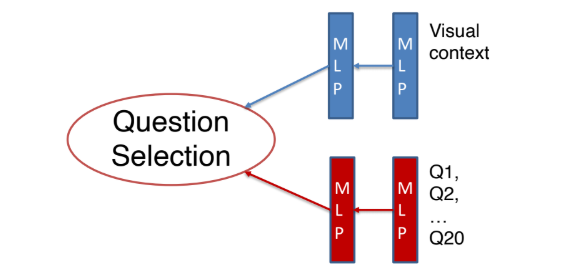 Question
Selection
M
L
P
M
L
P
Visual
context
M
L
P
M
L
P
Q1,
Q2,
...
Q20